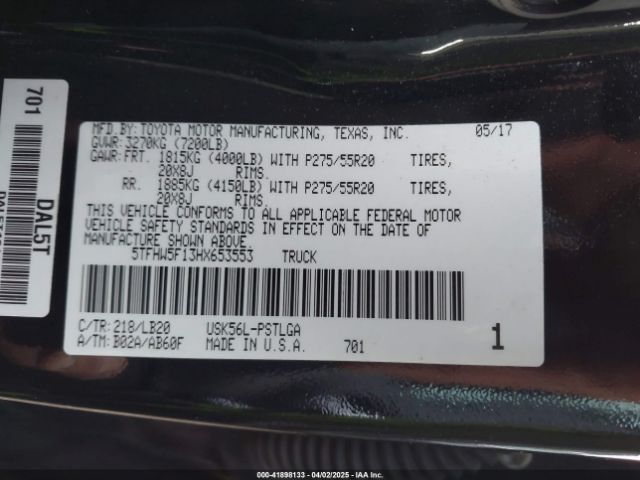 MFD.BY:TOYOTA MOTOR MANUFACTURING, TEXAS, INC. 05/17
GVWR:3270KG (7200LB)
GAWR:FRT. 1815KG (4000LB) WITH P275/55R20 TIRES,
20X8J RIMS.
RR. 1885KG (4150LB) WITH P275/55R20 TIRES,
20X8J RIMS.
THIS VEHICLE CONFORMS TO ALL APPLICABLE FEDERAL MOTOR
VEHICLE SAFETY STANDARDS IN EFFECT ON THE DATE OF
MANUFACTURE SHOWN ABOVE.
5TFHW5F13HX653553 TRUCK
C/TR:218/LB20 USK56L-PSTLGA
A/TM:B02A/AB60F MADE IN U.S.A. 701 1
701
DAL5T
000-41898133 - 04/02/2025 - IAA Inc.